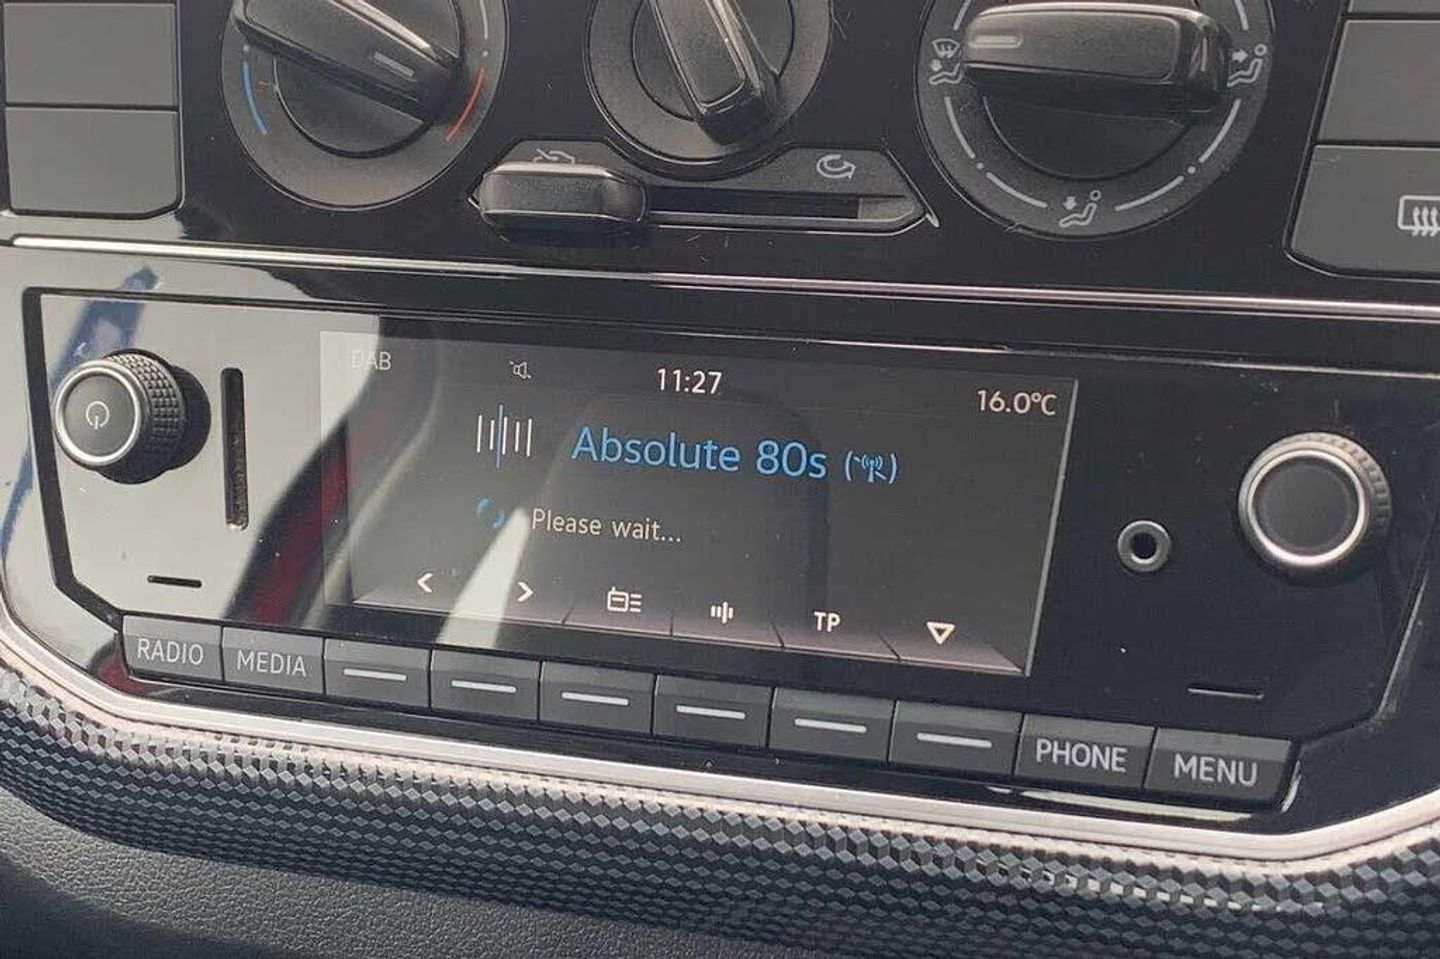 DAB
11:27
16.0°C
Absolute 80s
Please wait...
TP
RADIO
MEDIA
PHONE
MENU